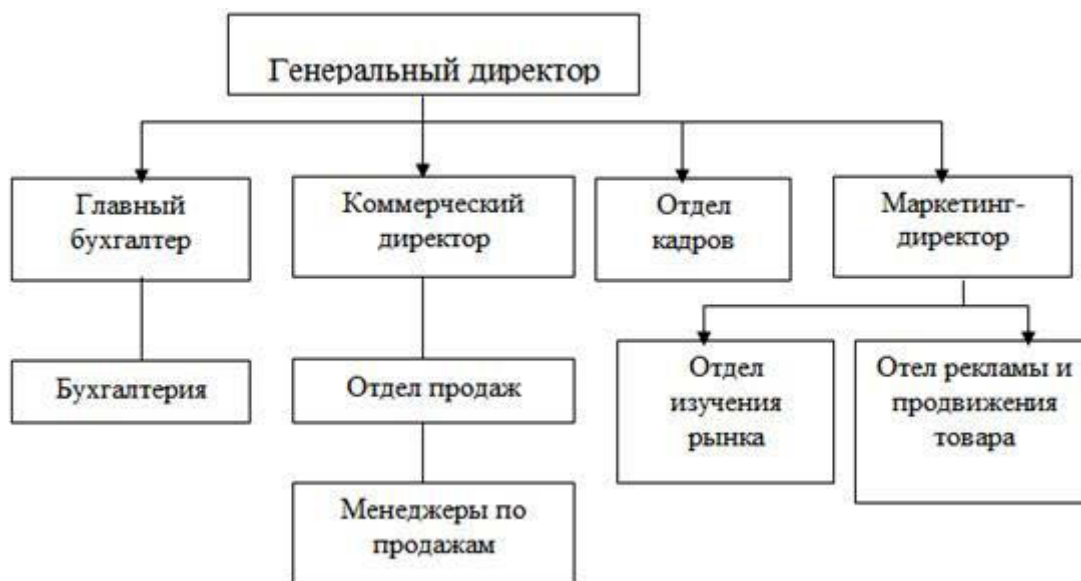 Генеральный директор
Главный
бухгалтер
Коммерческий
директор
Отдел
кадров
Маркетинг-
директор
Бухгалтерия
Отдел продаж
Отдел
изучения
рынка
Отел рекламы и
продвижения
товара
Менеджеры по
продажам